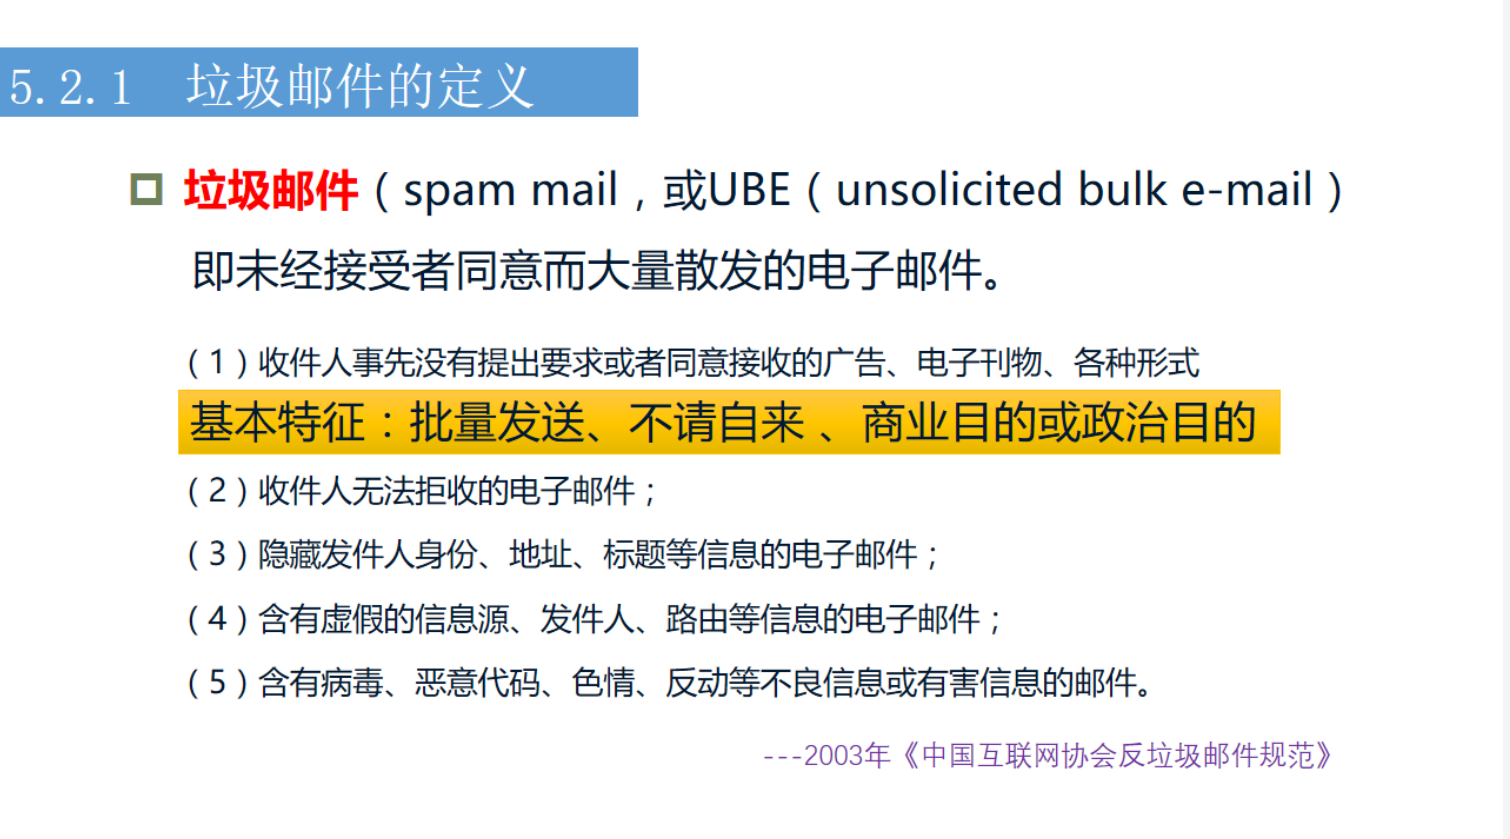 5.2.1 垃圾邮件的定义
垃圾邮件（spam mail，或UBE（unsolicited bulk e-mail）
即未经接受者同意而大量散发的电子邮件。
（1）收件人事先没有提出要求或者同意接收的广告、电子刊物、各种形式
基本特征：批量发送、不请自来 、商业目的或政治目的
（2）收件人无法拒收的电子邮件；
（3）隐藏发件人身份、地址、标题等信息的电子邮件；
（4）含有虚假的信息源、发件人、路由等信息的电子邮件；
（5）含有病毒、恶意代码、色情、反动等不良信息或有害信息的邮件。
---2003年《中国互联网协会反垃圾邮件规范》